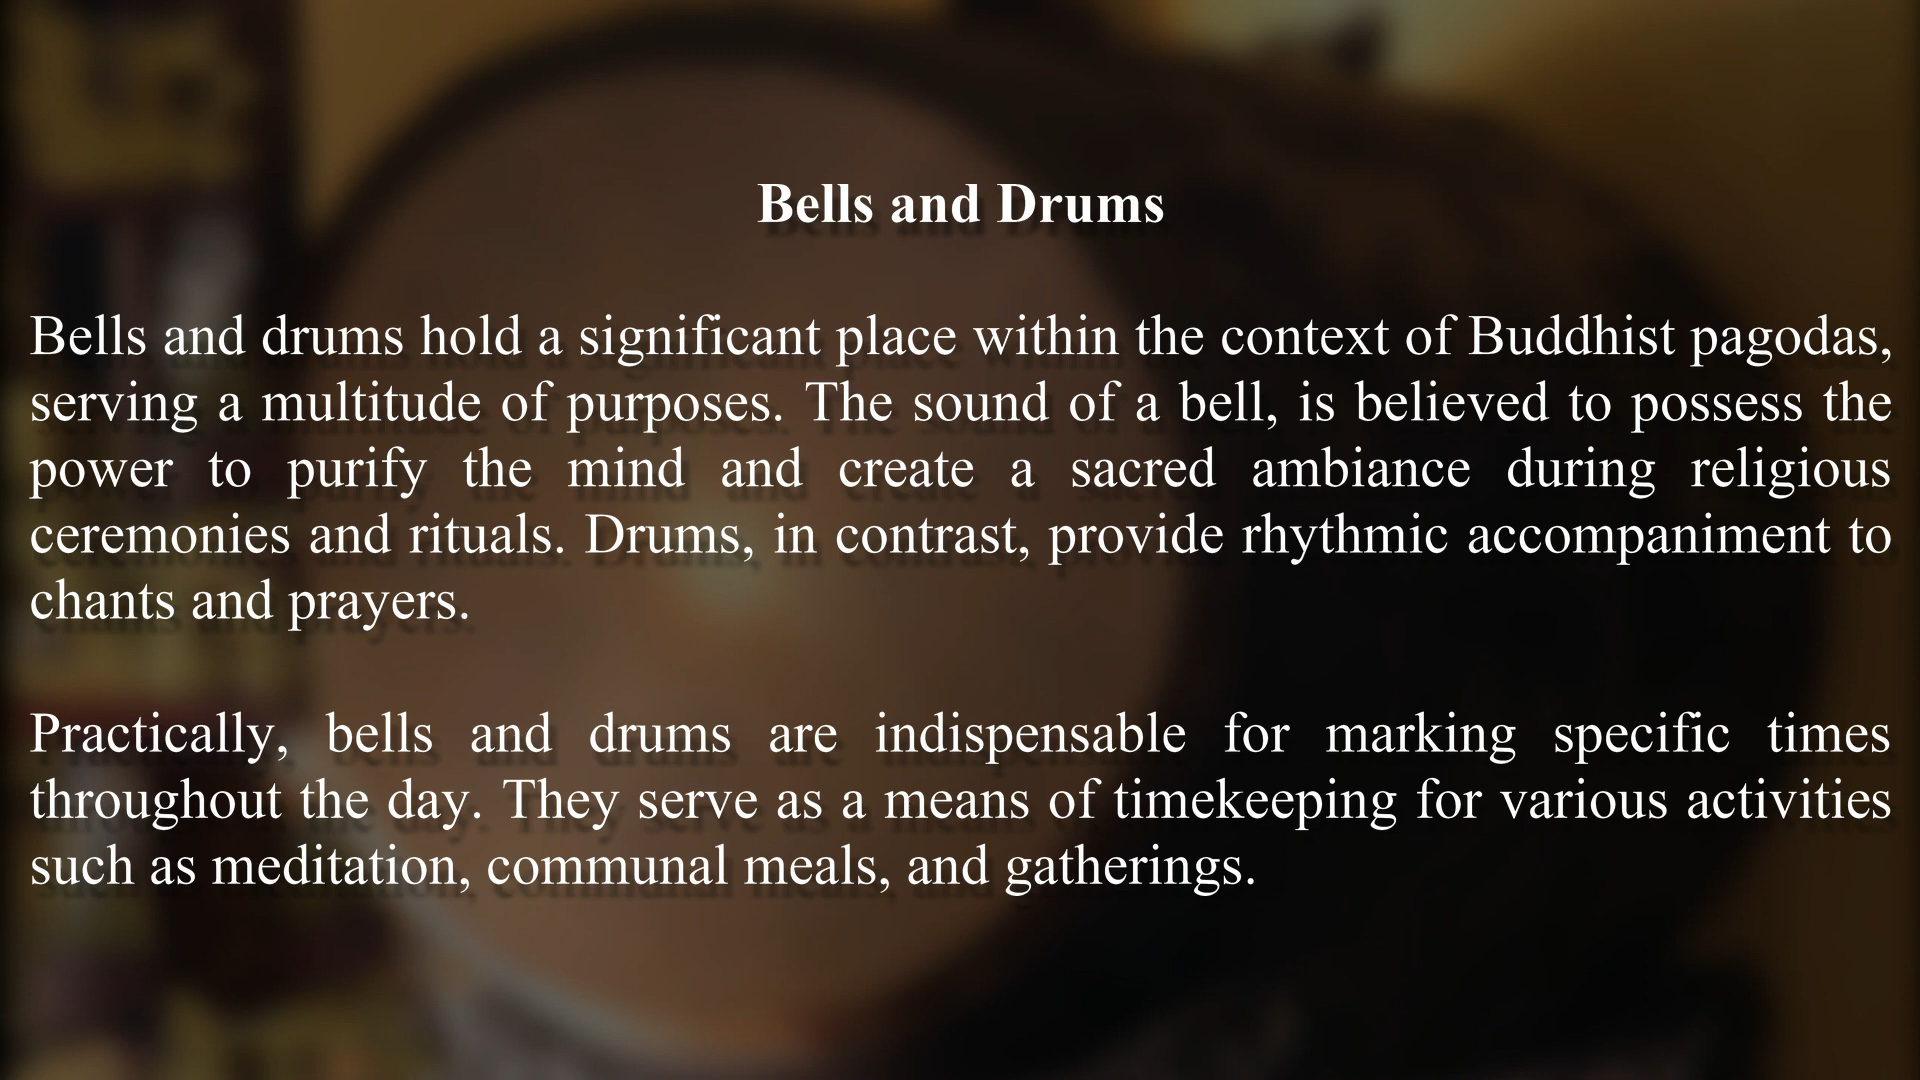 Bells and Drums
Bells and drums hold a significant place within the context of Buddhist pagodas,
serving a multitude of purposes. The sound of a bell, is believed to possess the
power to purify the mind and create a sacred ambiance during religious
ceremonies and rituals. Drums, in contrast, provide rhythmic accompaniment to
chants and prayers.
Practically, bells and drums are indispensable for marking specific times
throughout the day. They serve as a means of timekeeping for various activities
such as meditation, communal meals, and gatherings.